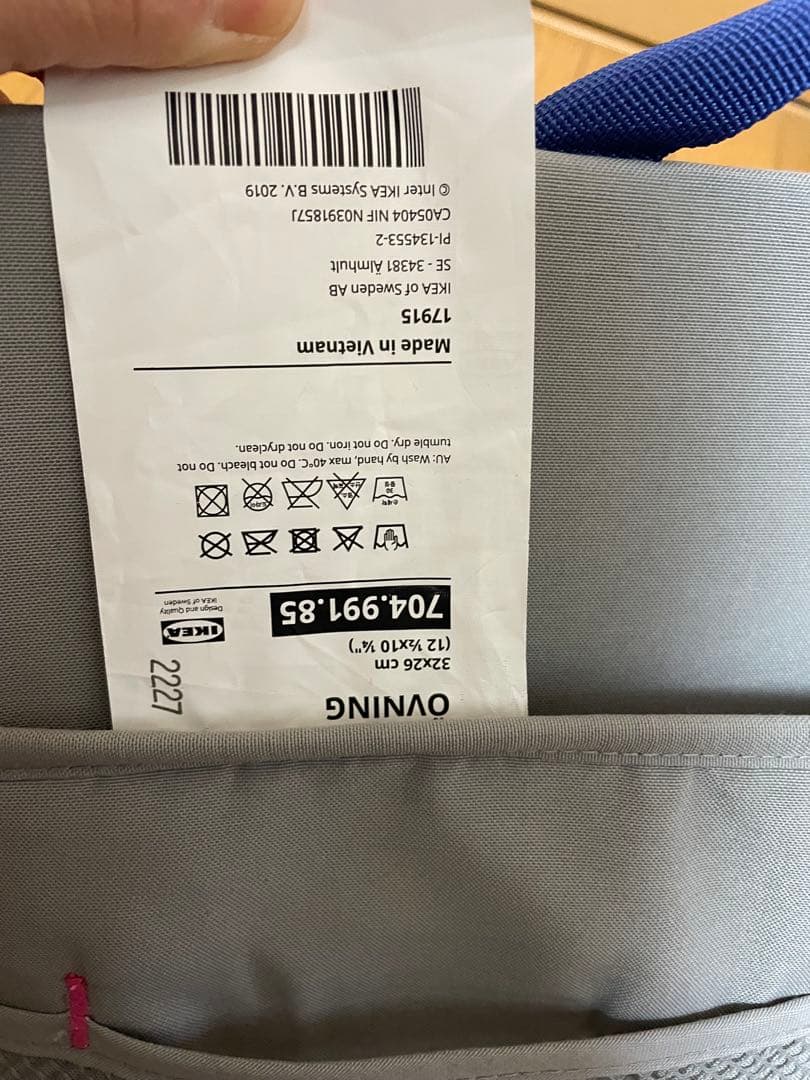 ÖVNING
32x26 cm
(12 ½x10 ¼")
704.991.85
2227
IKEA
Design and Quality
IKEA of Sweden
AU: Wash by hand, max 40°C. Do not bleach. Do not
tumble dry. Do not iron. Do not dryclean.
Made in Vietnam
17915
IKEA of Sweden AB
SE - 34381 Älmhult
PI-134553-2
CA05404 NIF N0391857J
© Inter IKEA Systems B.V. 2019